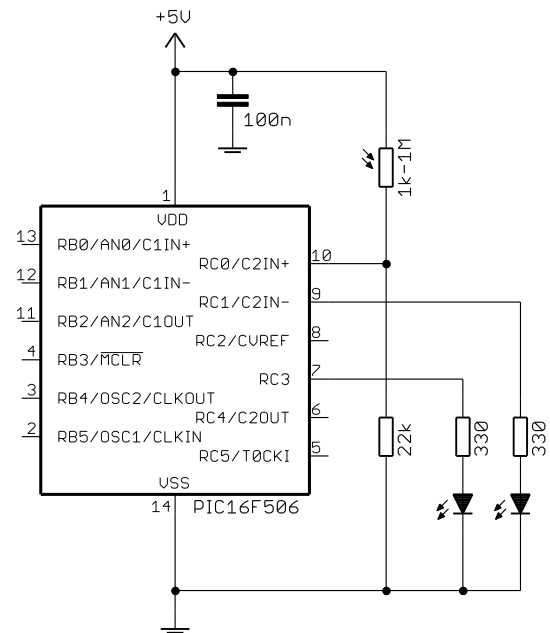 +5V
100n
1k-1M
1
VDD
13
RB0/AN0/C1IN+
RC0/C2IN+
10
12
RB1/AN1/C1IN-
RC1/C2IN-
9
11
RB2/AN2/C1OUT
RC2/CVREF
8
4
RB3/MCLR
RC3
7
3
RB4/OSC2/CLKOUT
RC4/C2OUT
6
2
RB5/OSC1/CLKIN
RC5/T0CKI
5
22k
330
330
VSS
14
PIC16F506